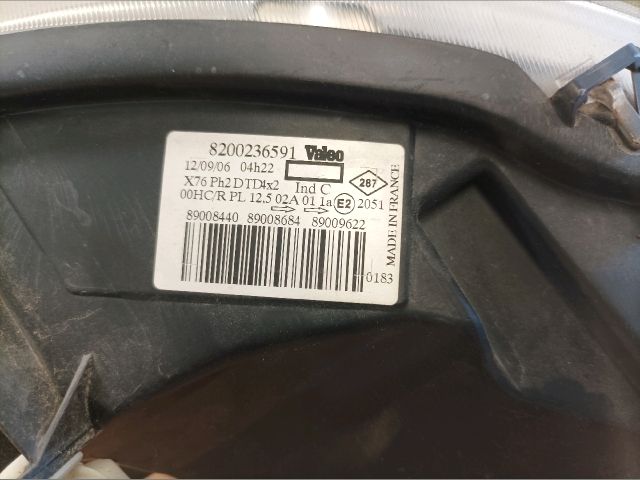 8200236591 Valeo
12/09/06 04h22
X76 Ph2 DTD4x2 Ind C 287
00HC/R PL 12,5 02A 01 1a E2 2051
89008440 89008684 89009622
0183
MADE IN FRANCE